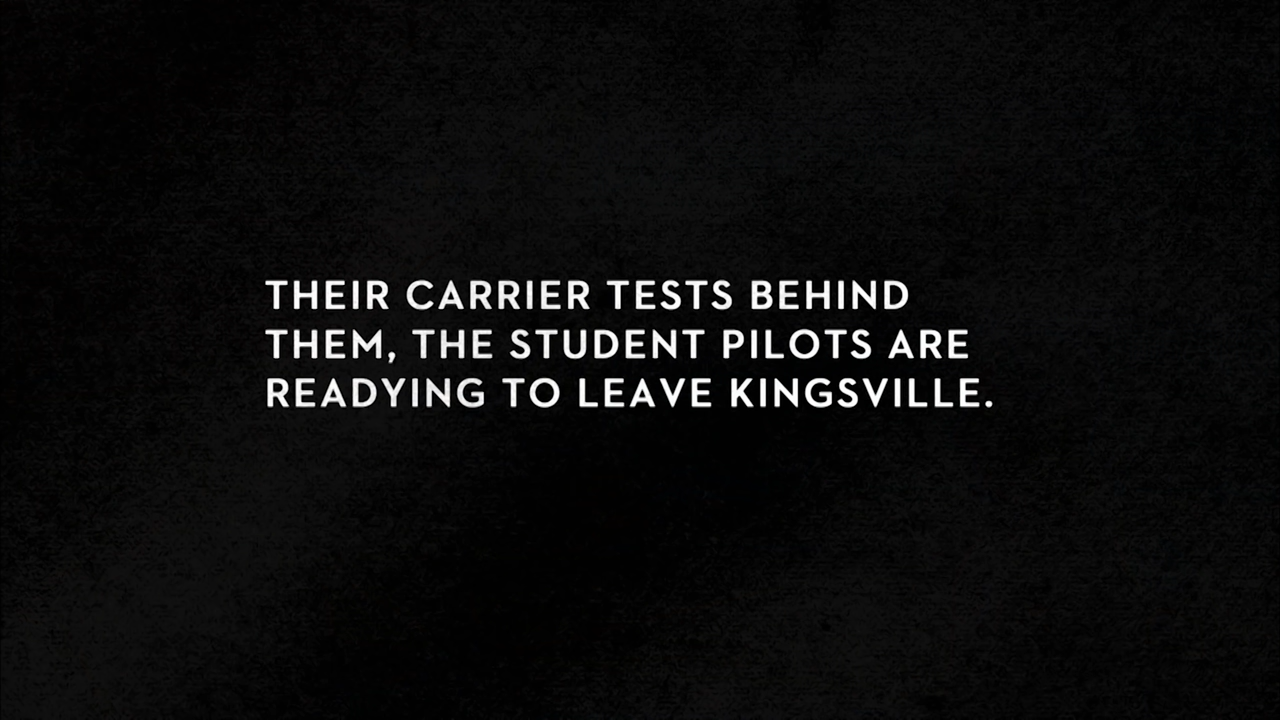 THEIR CARRIER TESTS BEHIND
THEM, THE STUDENT PILOTS ARE
READYING TO LEAVE KINGSVILLE.